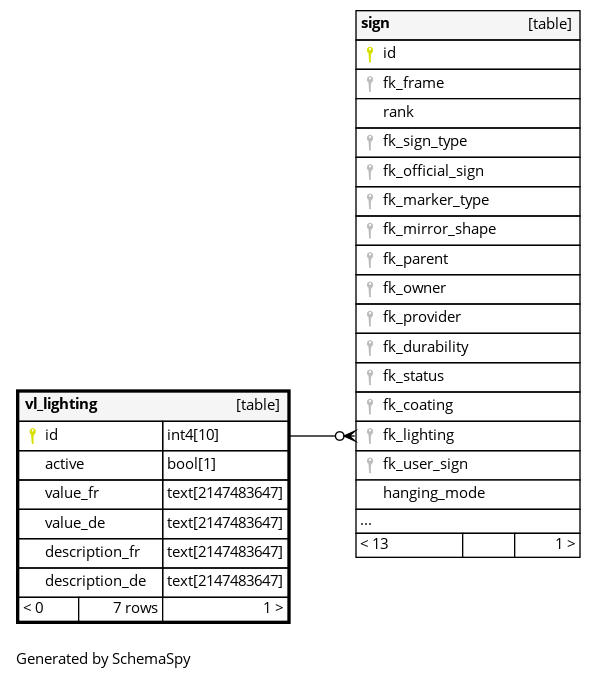 sign [table]
id
fk_frame
rank
fk_sign_type
fk_official_sign
fk_marker_type
fk_mirror_shape
fk_parent
fk_owner
fk_provider
fk_durability
fk_status
fk_coating
fk_lighting
fk_user_sign
hanging_mode
...
< 13 1 >
vl_lighting [table]
id int4[10]
active bool[1]
value_fr text[2147483647]
value_de text[2147483647]
description_fr text[2147483647]
description_de text[2147483647]
< 0 7 rows 1 >
Generated by SchemaSpy